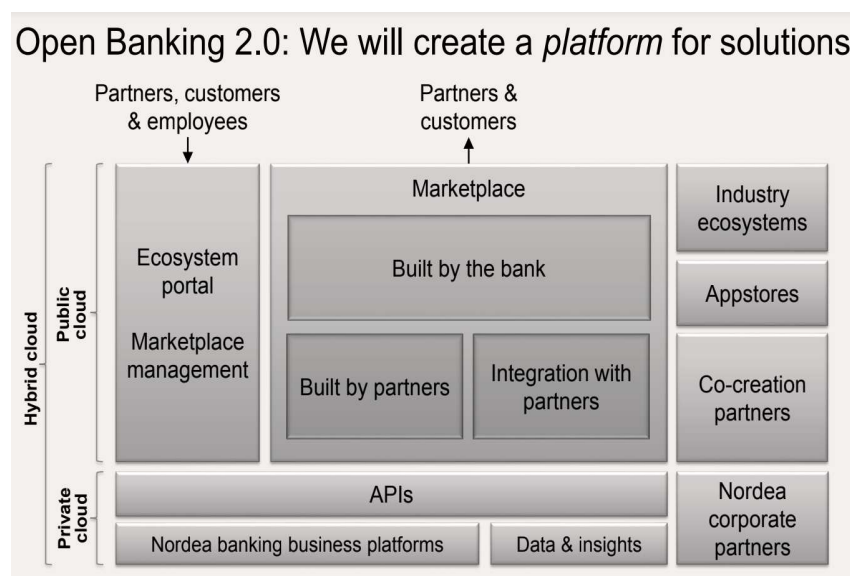 Open Banking 2.0: We will create a platform for solutions
Partners, customers
& employees
Partners &
customers
Hybrid cloud
Public
cloud
Ecosystem
portal
Marketplace
management
Marketplace
Built by the bank
Built by partners
Integration with
partners
Industry
ecosystems
Appstores
Co-creation
partners
Private
cloud
APIs
Nordea banking business platforms
Data & insights
Nordea
corporate
partners